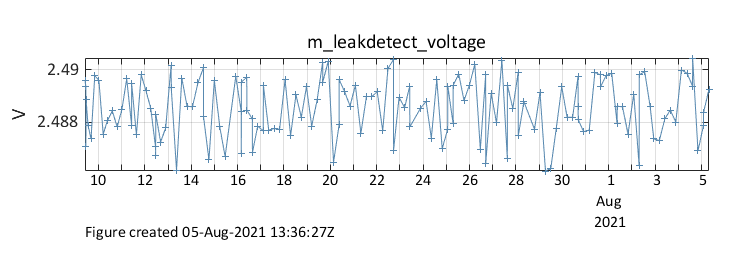 m_leakdetect_voltage
2.49
V
2.488
10 12 14 16 18 20 22 24 26 28 30 1 3 5
Aug
2021
Figure created 05-Aug-2021 13:36:27Z